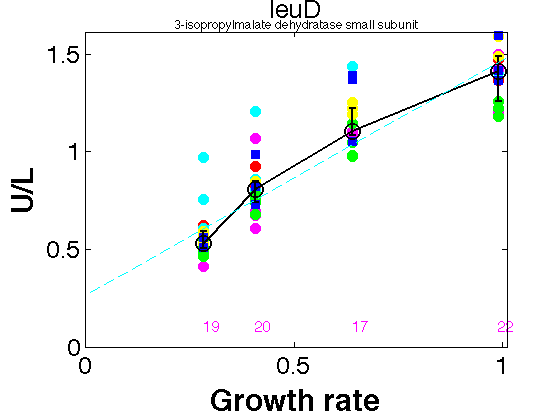 leuD
3-isopropylmalate dehydratase small subunit
U/L
1.5
1
0.5
0
19
20
17
22
0
0.5
1
Growth rate